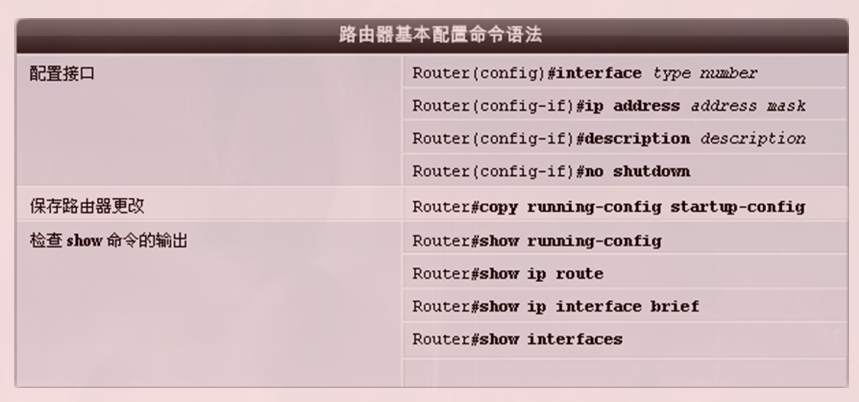 路由器基本配置命令语法
配置接口
Router(config)#interface type number
Router(config-if)#ip address address mask
Router(config-if)#description description
Router(config-if)#no shutdown
保存路由器更改
Router#copy running-config startup-config
检查 show 命令的输出
Router#show running-config
Router#show ip route
Router#show ip interface brief
Router#show interfaces